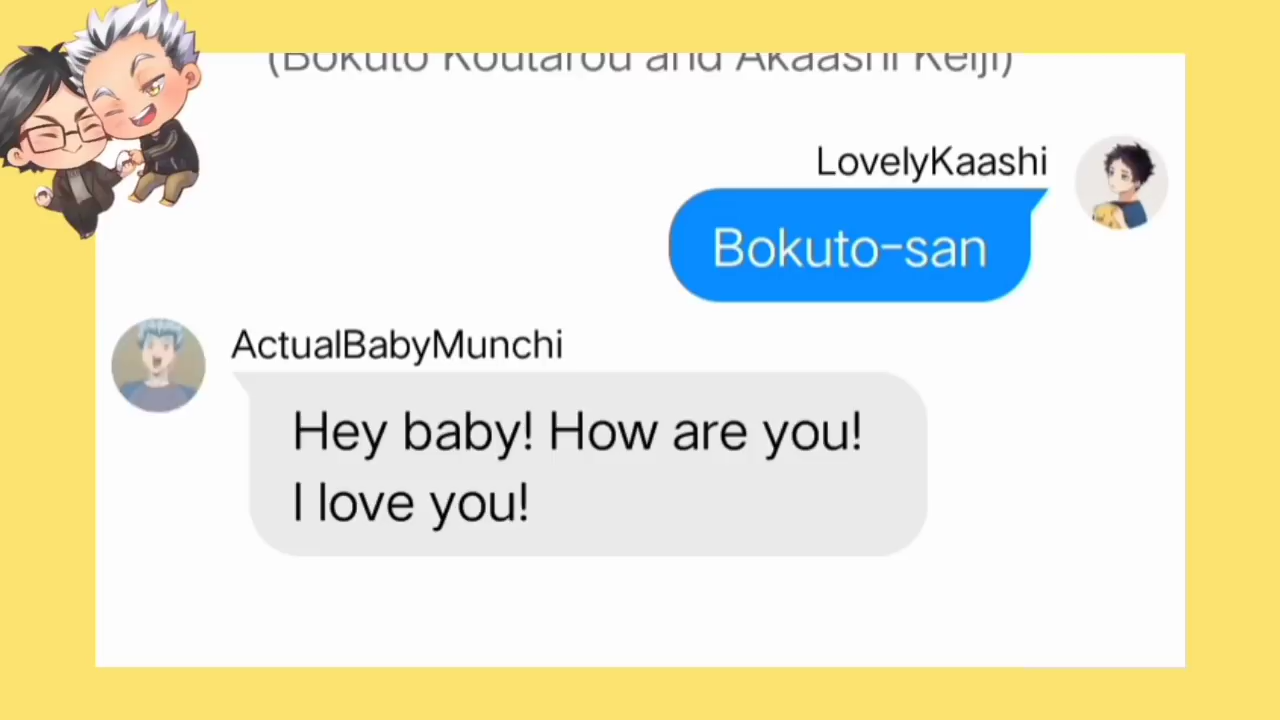 (Bokuto Koutarou and Akaashi Keiji)
LovelyKaashi
Bokuto-san
ActualBabyMunchi
Hey baby! How are you!
I love you!